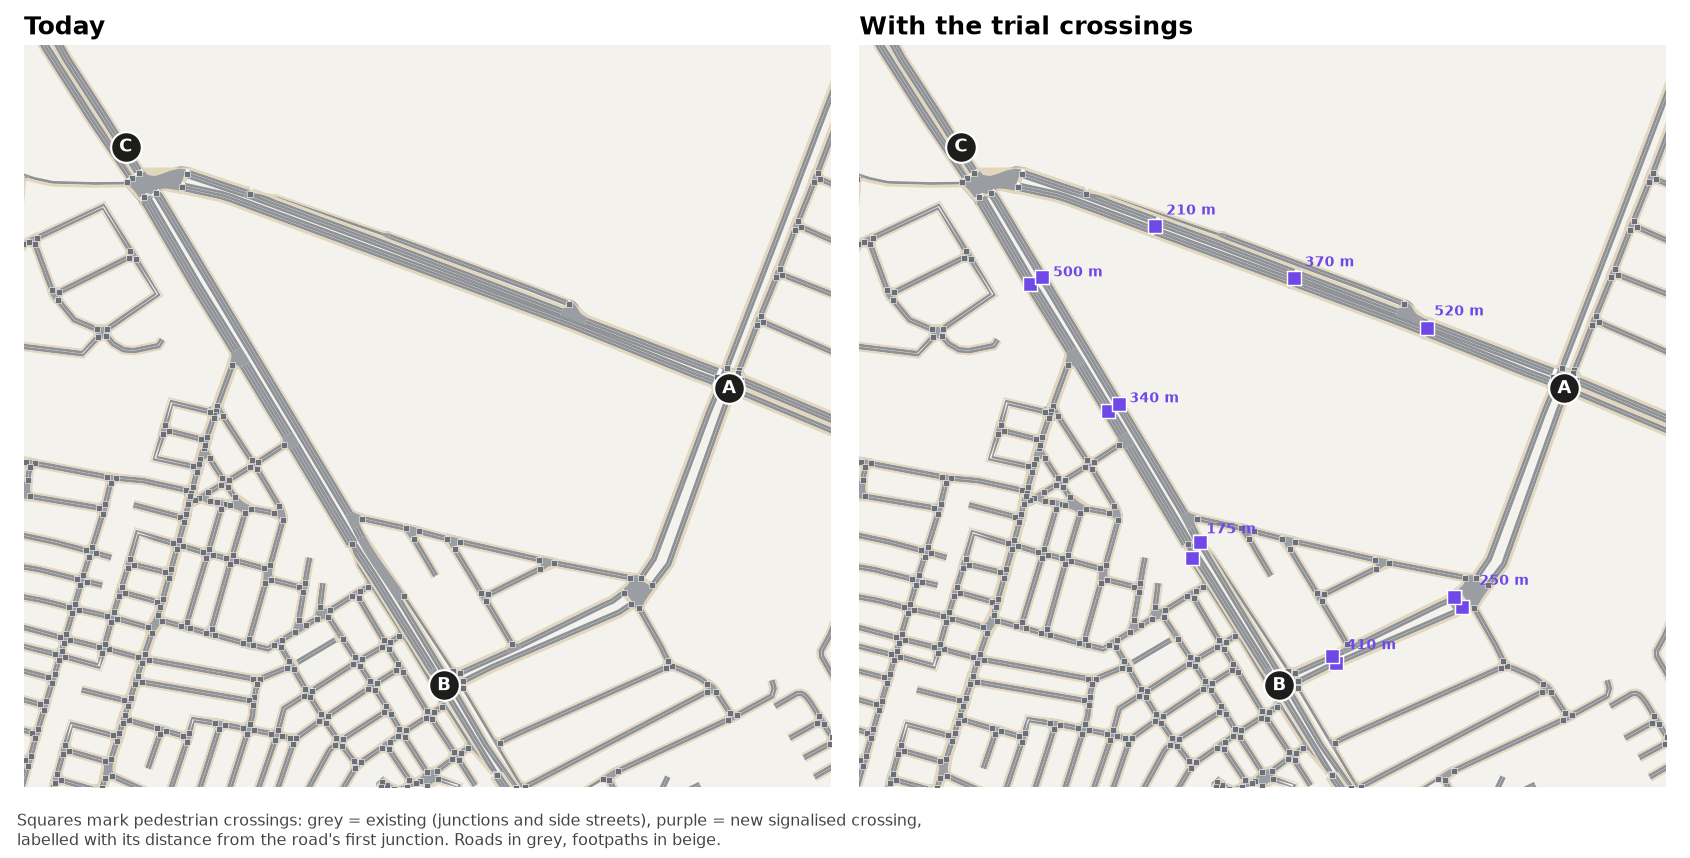 Today
With the trial crossings
C
A
B
C
210 m
500 m
370 m
520 m
A
340 m
175 m
250 m
410 m
B
Squares mark pedestrian crossings: grey = existing (junctions and side streets), purple = new signalised crossing,
labelled with its distance from the road's first junction. Roads in grey, footpaths in beige.